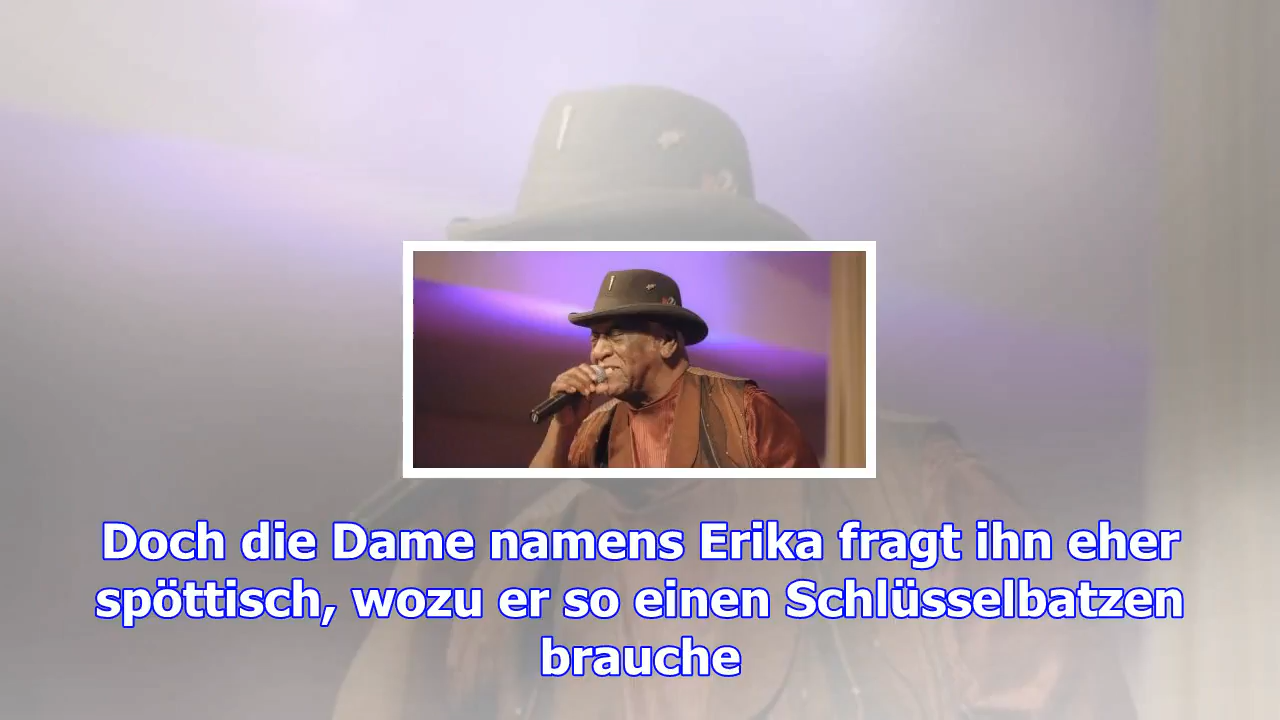 Doch die Dame namens Erika fragt ihn eher
spöttisch, wozu er so einen Schlüsselbatzen
brauche